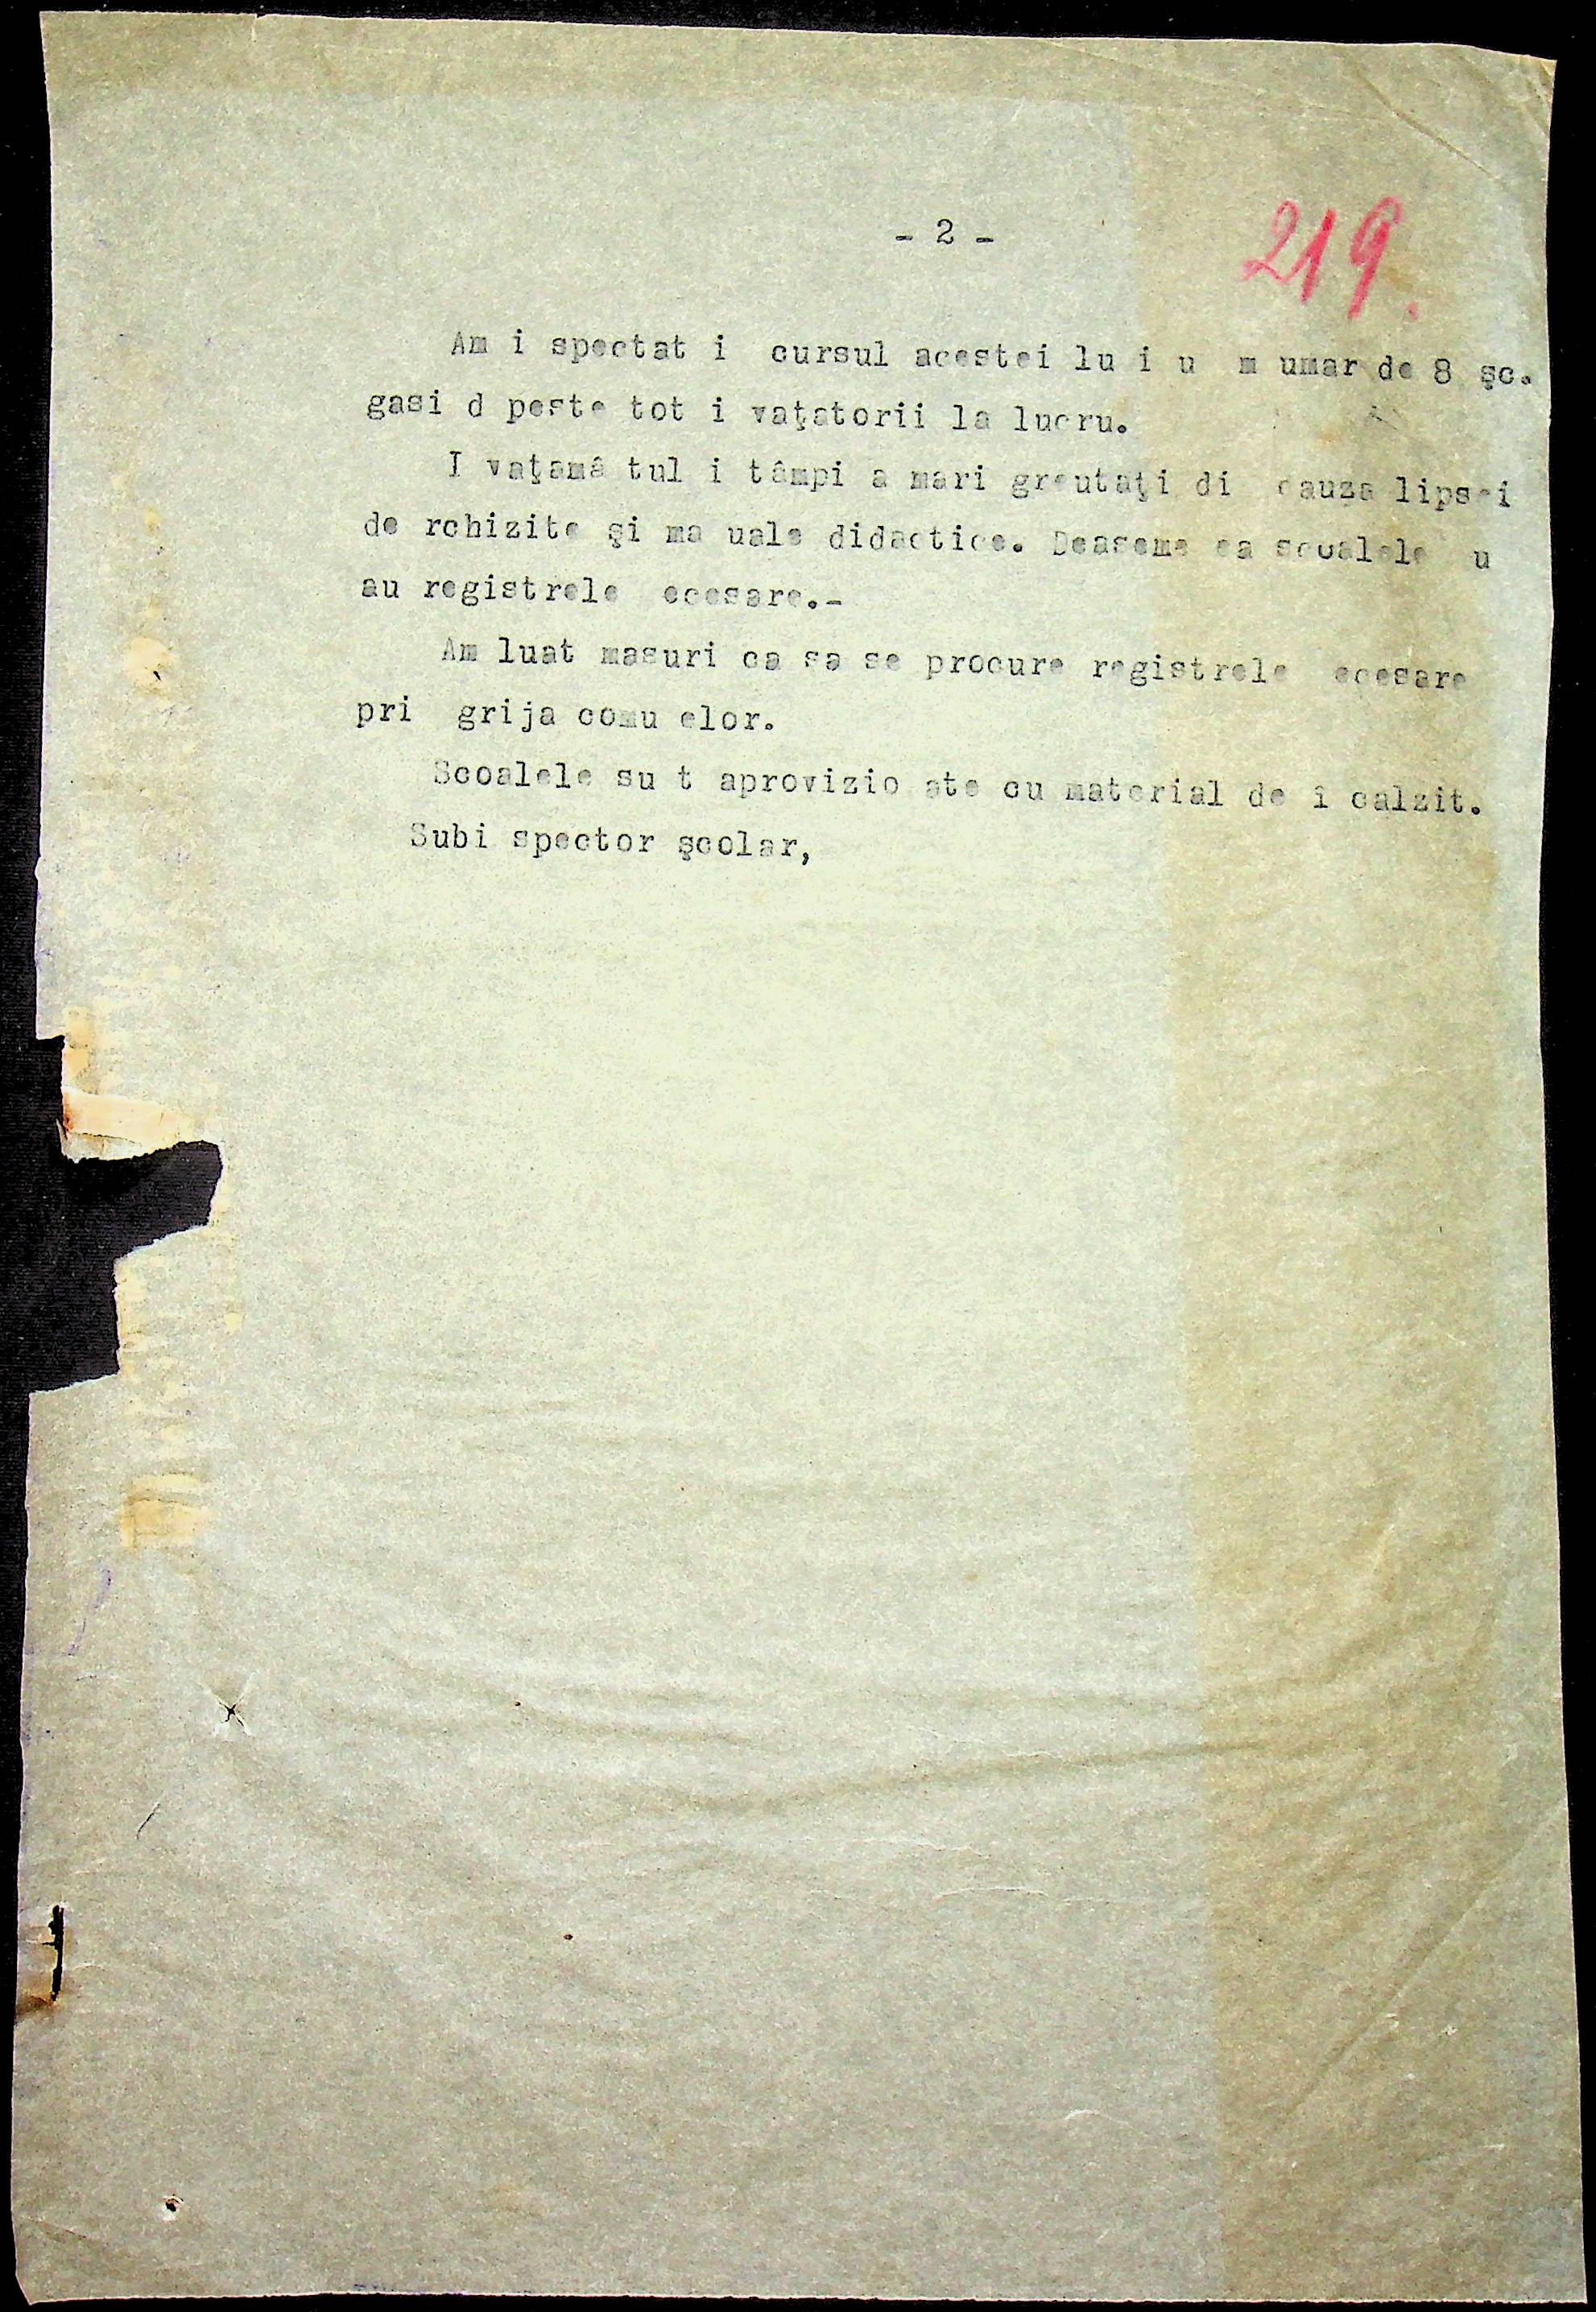 - 2 -
219.
Am i spectat i  cursul acestei lu i u  m umar de 8 şc.
gasi d peste tot i vaţatorii la lucru.
I vaţamâ tul i tâmpi a mari greutaţi di  cauza lipsei
de rchizite şi ma uale didactice. Deaseme ea scoalele  u
au registrele  ecesare.-
Am luat masuri ca sa se procure registrele  ecesare
pri  grija comu elor.
Scoalele su t aprovizio ate cu material de î calzit.
Subi spector şcolar,